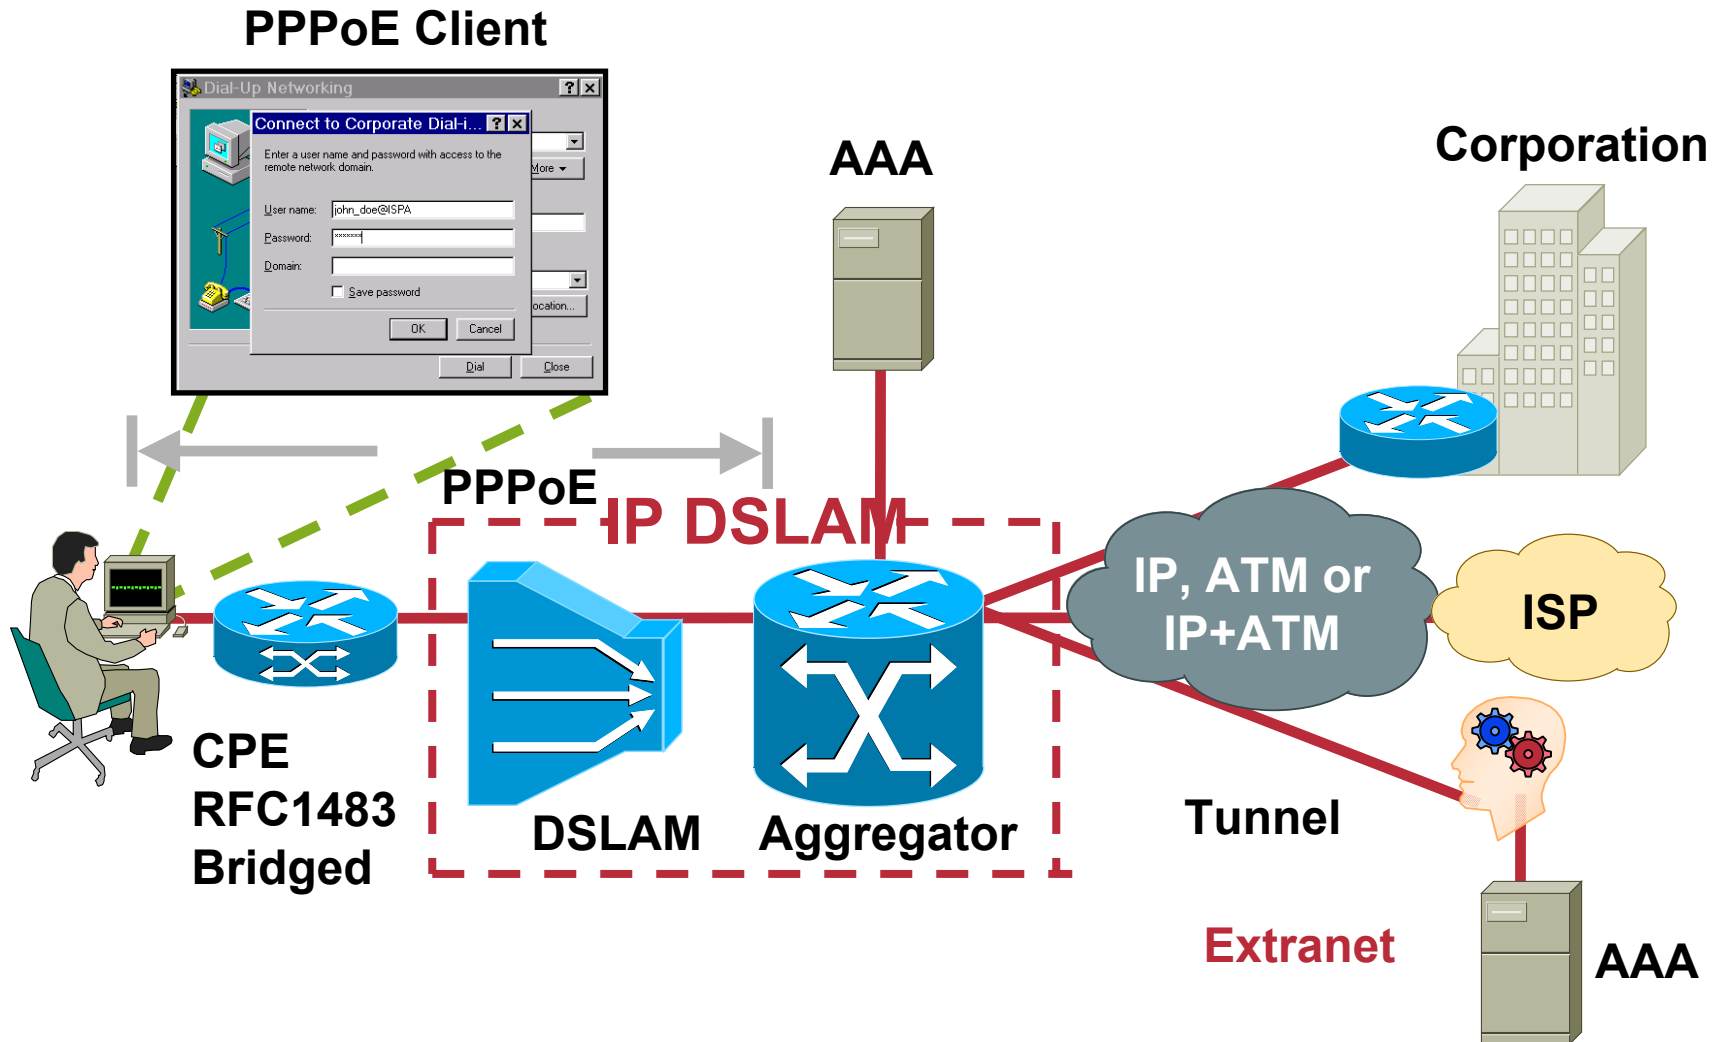 PPPoE Client
Dial-Up Networking
Connect to Corporate Dial-i...
Enter a user name and password with access to the
remote network domain.
More
User name:
john_doe@ISPA
Password:
xxxxxxx
Domain:
Save password
ocation...
OK
Cancel
Dial
Close
AAA
Corporation
PPPoE
IP DSLAM
IP, ATM or
IP+ATM
ISP
CPE
RFC1483
Bridged
DSLAM
Aggregator
Tunnel
Extranet
AAA